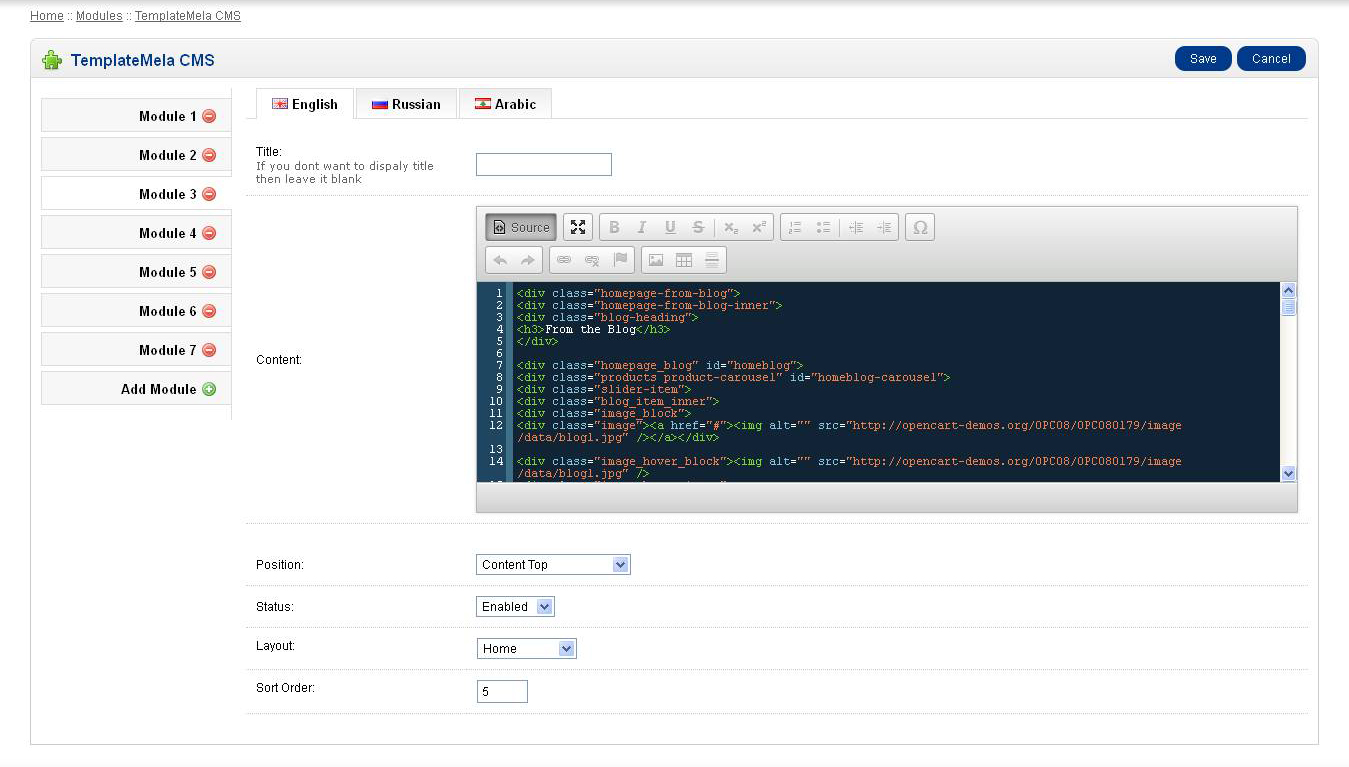 Home :: Modules :: TemplateMela CMS
TemplateMela CMS
Save Cancel
Module 1
Module 2
Module 3
Module 4
Module 5
Module 6
Module 7
Add Module
English Russian Arabic
Title:
If you dont want to dispaly title
then leave it blank
Content:
Source B I U S x₂ x² Ω
1 <div class="homepage-from-blog">
2 <div class="homepage-from-blog-inner">
3 <div class="blog-heading">
4 <h3>From the Blog</h3>
5 </div>
6
7 <div class="homepage_blog" id="homeblog">
8 <div class="products product-carousel" id="homeblog-carousel">
9 <div class="slider-item">
10 <div class="blog_item_inner">
11 <div class="image_block">
12 <div class="image"><a href="#"><img alt="" src="http://opencart-demos.org/OPC08/OPC080179/image
/data/blog1.jpg" /></a></div>
13
14 <div class="image_hover_block"><img alt="" src="http://opencart-demos.org/OPC08/OPC080179/image
/data/blog1.jpg" />
Position: Content Top
Status: Enabled
Layout: Home
Sort Order: 5